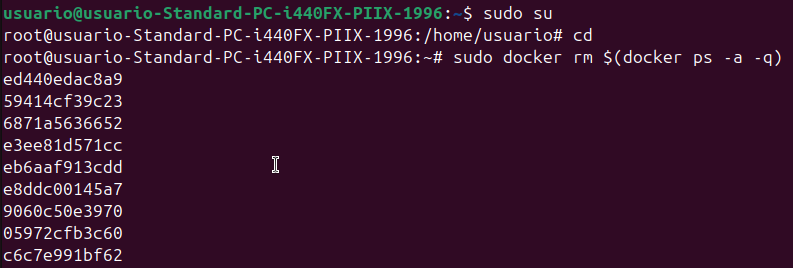 usuario@usuario-Standard-PC-i440FX-PIIX-1996:~$ sudo su
root@usuario-Standard-PC-i440FX-PIIX-1996:/home/usuario# cd
root@usuario-Standard-PC-i440FX-PIIX-1996:~# sudo docker rm $(docker ps -a -q)
ed440edac8a9
59414cf39c23
6871a5636652
e3ee81d571cc
eb6aaf913cdd
e8ddc00145a7
9060c50e3970
05972cfb3c60
c6c7e991bf62